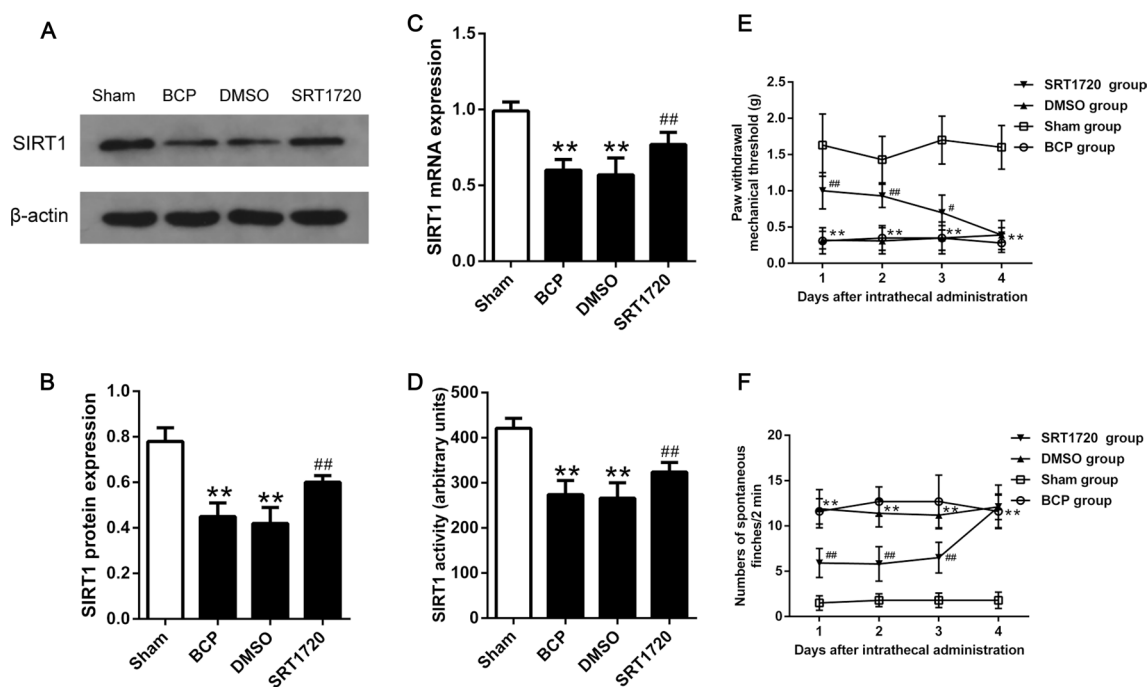 A
Sham BCP DMSO SRT1720
SIRT1
β-actin
B
SIRT1 protein expression
0.8
0.6
0.4
0.2
0.0
**
**
##
Sham
BCP
DMSO
SRT1720
C
SIRT1 mRNA expression
1.5
1.0
0.5
0.0
**
**
##
Sham
BCP
DMSO
SRT1720
D
SIRT1 activity (arbitrary units)
500
400
300
200
100
0
**
**
##
Sham
BCP
DMSO
SRT1720
E
SRT1720 group
DMSO group
Sham group
BCP group
Paw withdrawal
mechanical threshold (g)
2.5
2.0
1.5
1.0
0.5
0.0
##
##
#
**
**
**
**
1 2 3 4
Days after intrathecal administration
F
SRT1720 group
DMSO group
Sham group
BCP group
Numbers of spontaneous
finches/2 min
20
15
10
5
0
**
**
**
**
##
##
##
1 2 3 4
Days after intrathecal administration